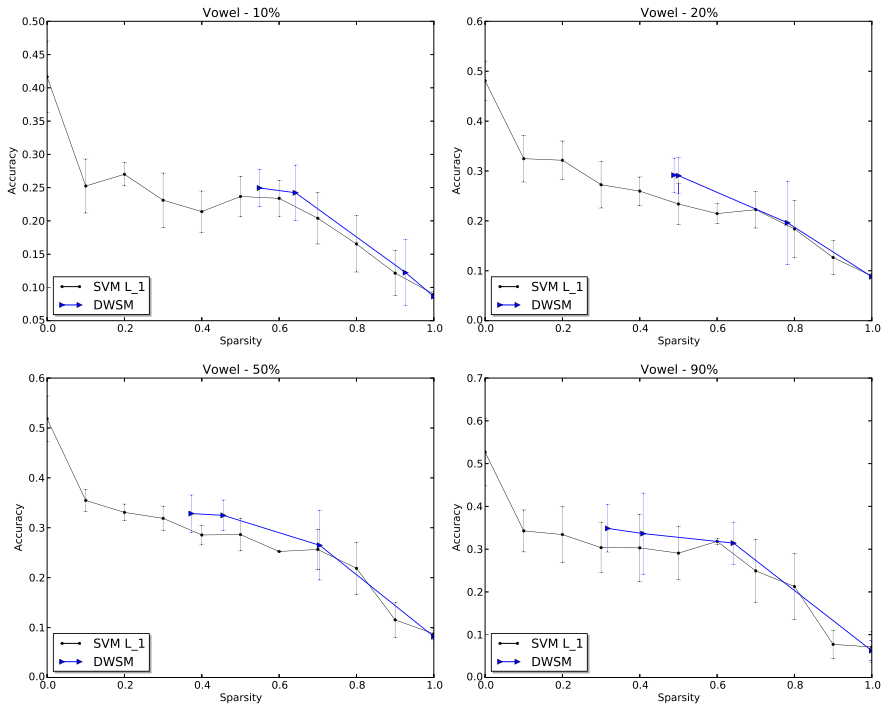 Vowel - 10%
0.50
0.45
0.40
0.35
0.30
0.25
0.20
0.15
0.10
0.05
Accuracy
SVM L_1
DWSM
0.0 0.2 0.4 0.6 0.8 1.0
Sparsity
Vowel - 20%
0.6
0.5
0.4
0.3
0.2
0.1
0.0
Accuracy
SVM L_1
DWSM
0.0 0.2 0.4 0.6 0.8 1.0
Sparsity
Vowel - 50%
0.6
0.5
0.4
0.3
0.2
0.1
0.0
Accuracy
SVM L_1
DWSM
0.0 0.2 0.4 0.6 0.8 1.0
Sparsity
Vowel - 90%
0.7
0.6
0.5
0.4
0.3
0.2
0.1
0.0
Accuracy
SVM L_1
DWSM
0.0 0.2 0.4 0.6 0.8 1.0
Sparsity